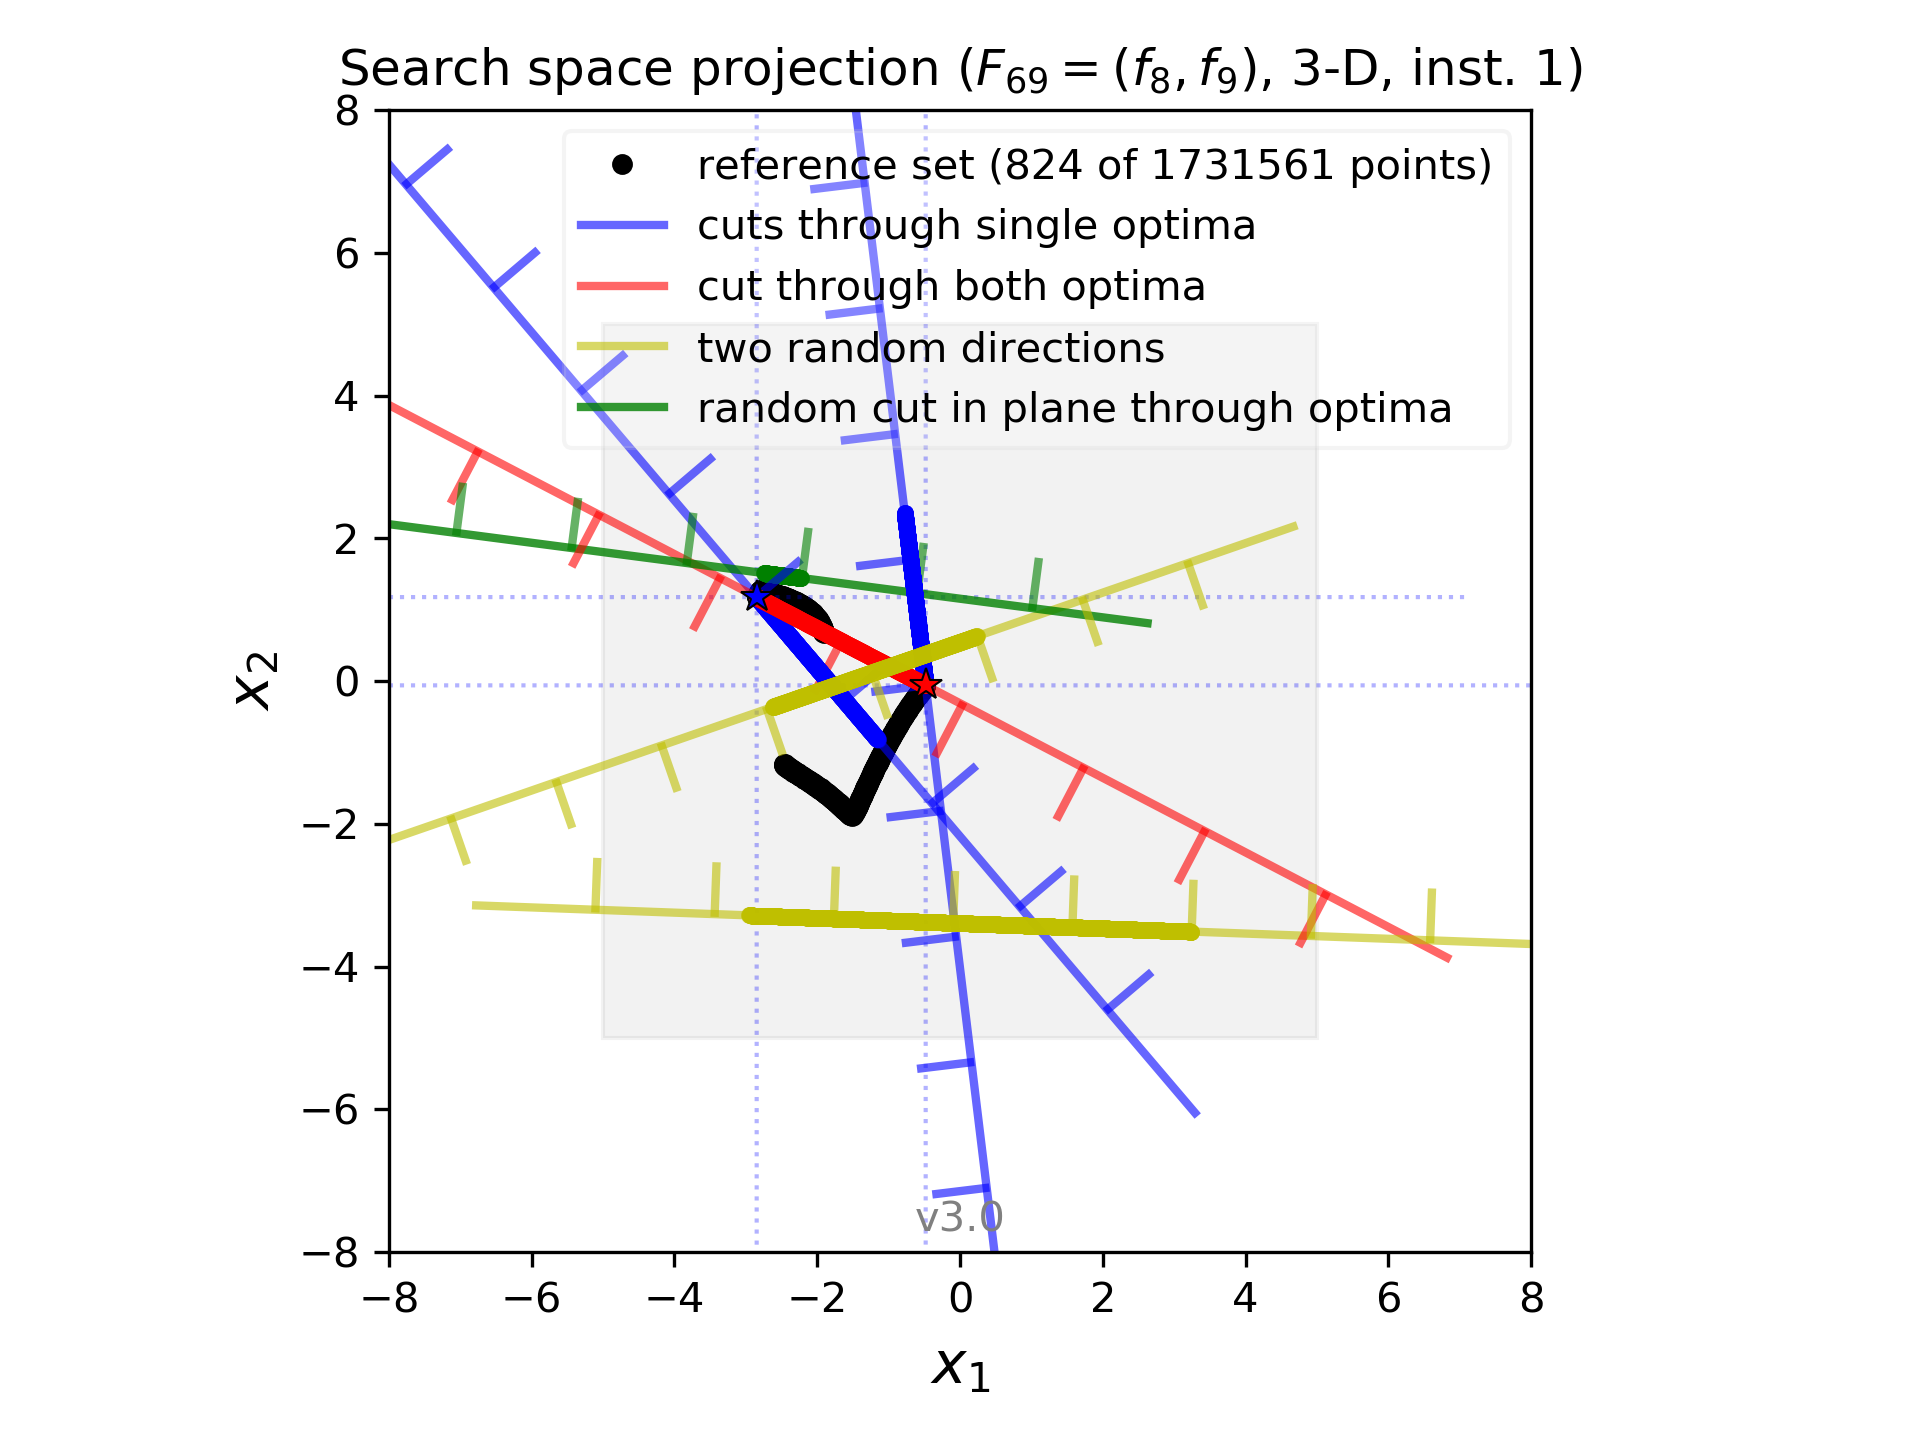 Search space projection (F₆₉ = (f₈, f₉), 3-D, inst. 1)
reference set (824 of 1731561 points)
cuts through single optima
cut through both optima
two random directions
random cut in plane through optima
8
6
4
2
0
−2
−4
−6
−8
x₂
v3.0
−8 −6 −4 −2 0 2 4 6 8
x₁